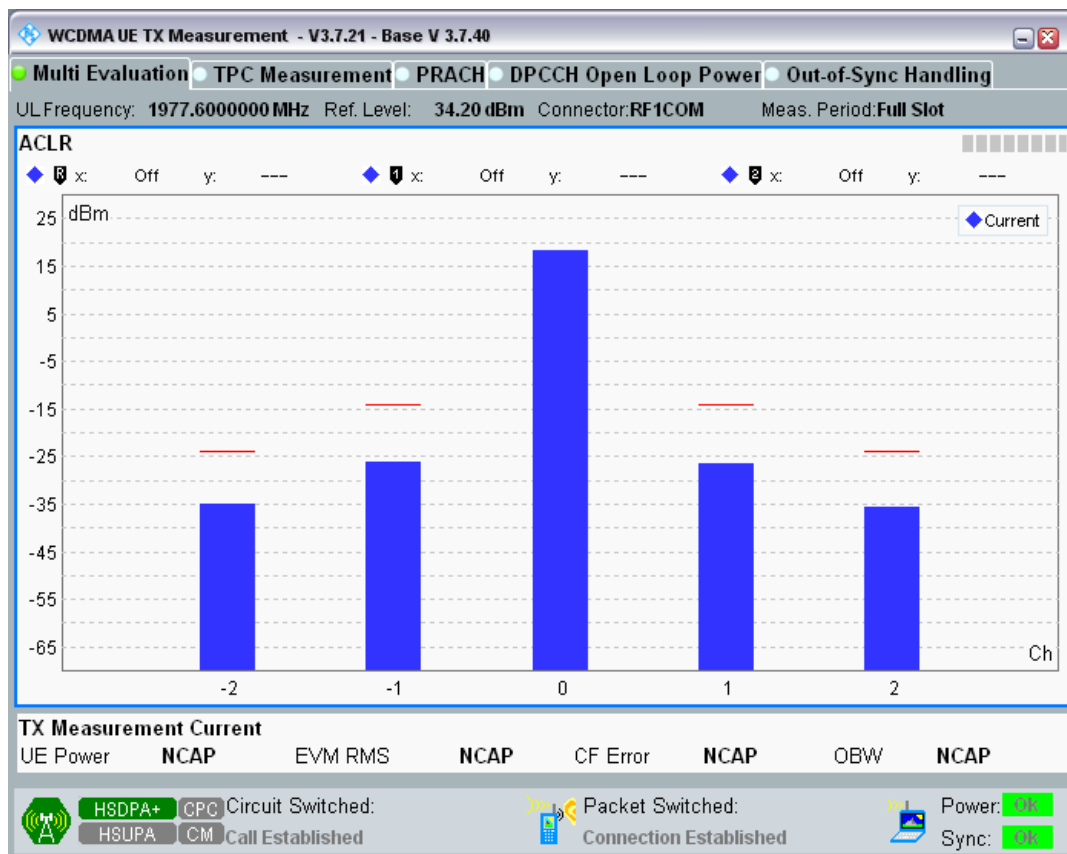 WCDMA UE TX Measurement - V3.7.21 - Base V 3.7.40
Multi Evaluation TPC Measurement PRACH DPCCH Open Loop Power Out-of-Sync Handling
UL Frequency: 1977.6000000 MHz Ref. Level: 34.20 dBm Connector:RF1COM Meas. Period:Full Slot
ACLR
R x: Off y: --- 1 x: Off y: --- 2 x: Off y: ---
dBm
Current
25
15
5
-5
-15
-25
-35
-45
-55
-65
Ch
-2 -1 0 1 2
TX Measurement Current
UE Power NCAP EVM RMS NCAP CF Error NCAP OBW NCAP
HSDPA+ CPC Circuit Switched: Packet Switched: Power: Ok
HSUPA CM Call Established Connection Established Sync: Ok